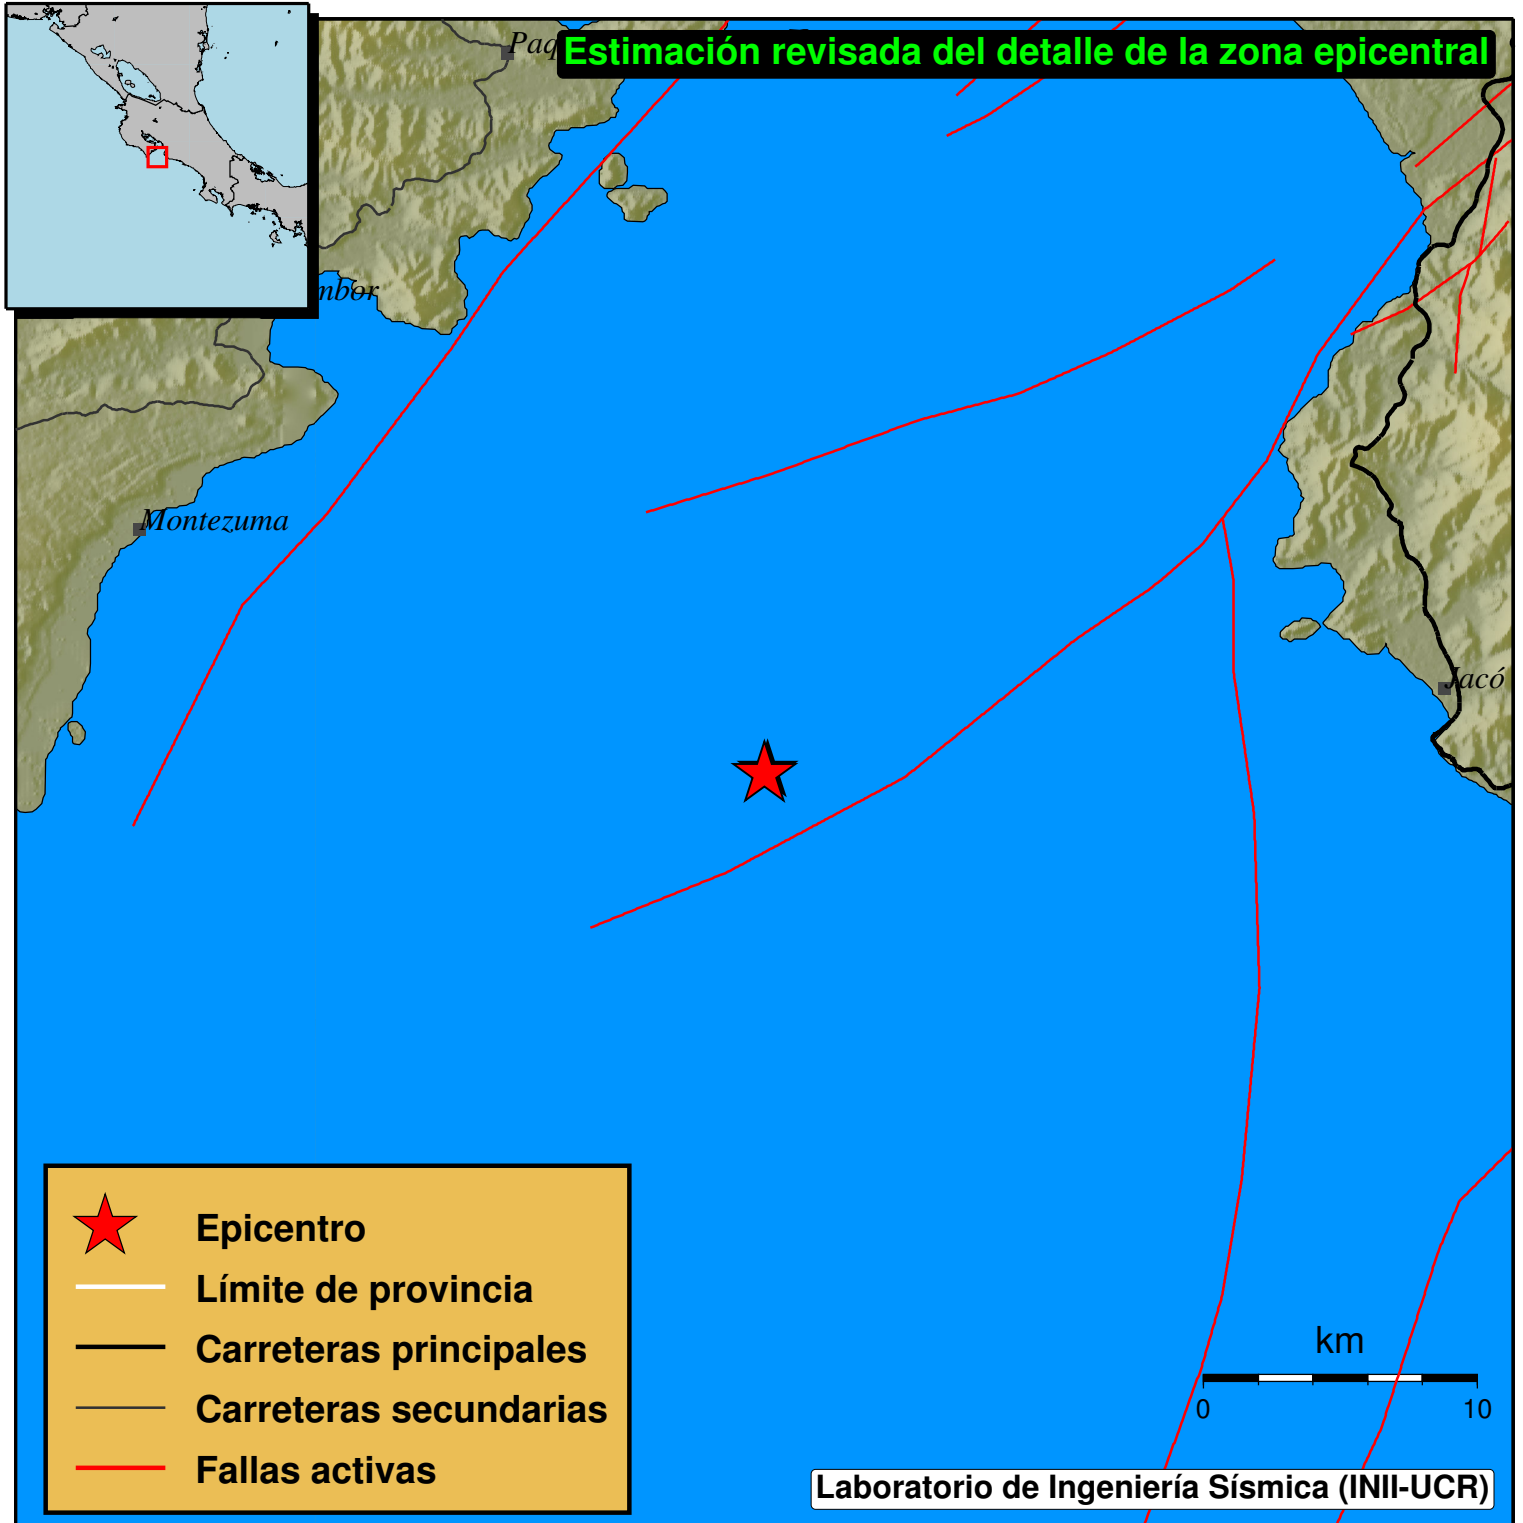 Estimación revisada del detalle de la zona epicentral
Montezuma
Jacó
Epicentro
Límite de provincia
Carreteras principales
Carreteras secundarias
Fallas activas
km
0 10
Laboratorio de Ingeniería Sísmica (INII-UCR)